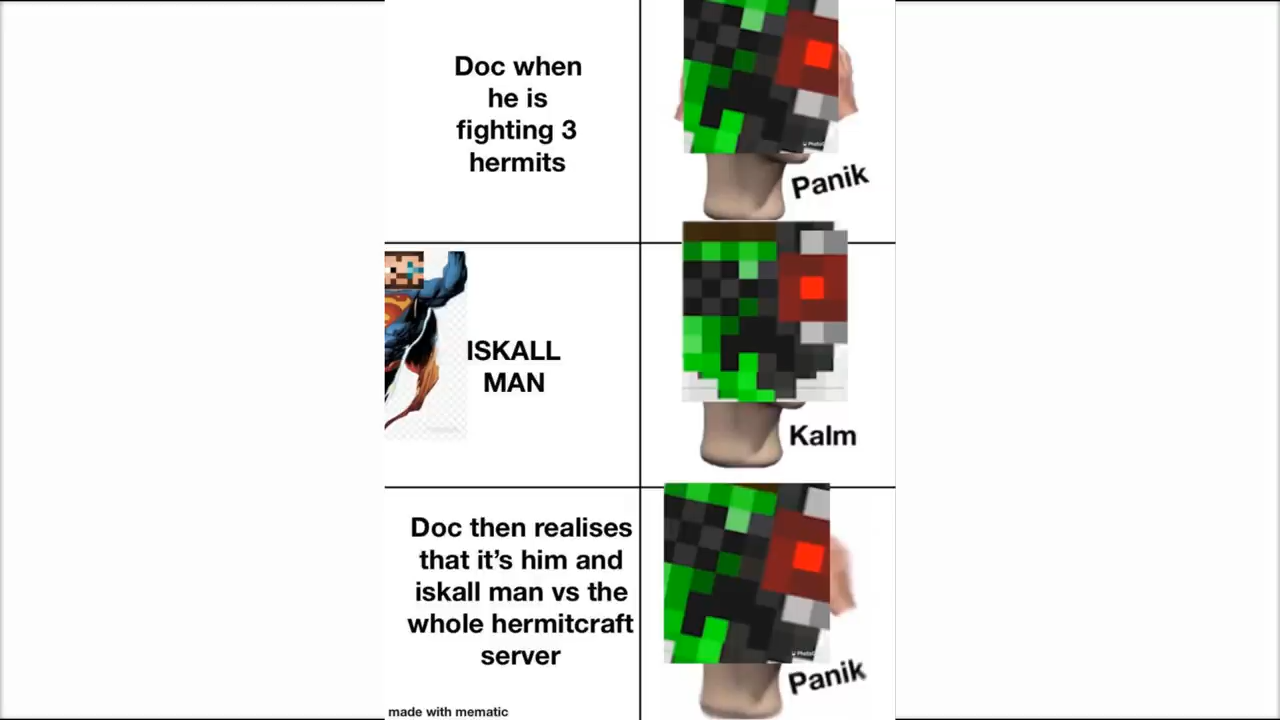 Doc when
he is
fighting 3
hermits
Panik
ISKALL
MAN
Kalm
Doc then realises
that it's him and
iskall man vs the
whole hermitcraft
server
Panik
made with mematic